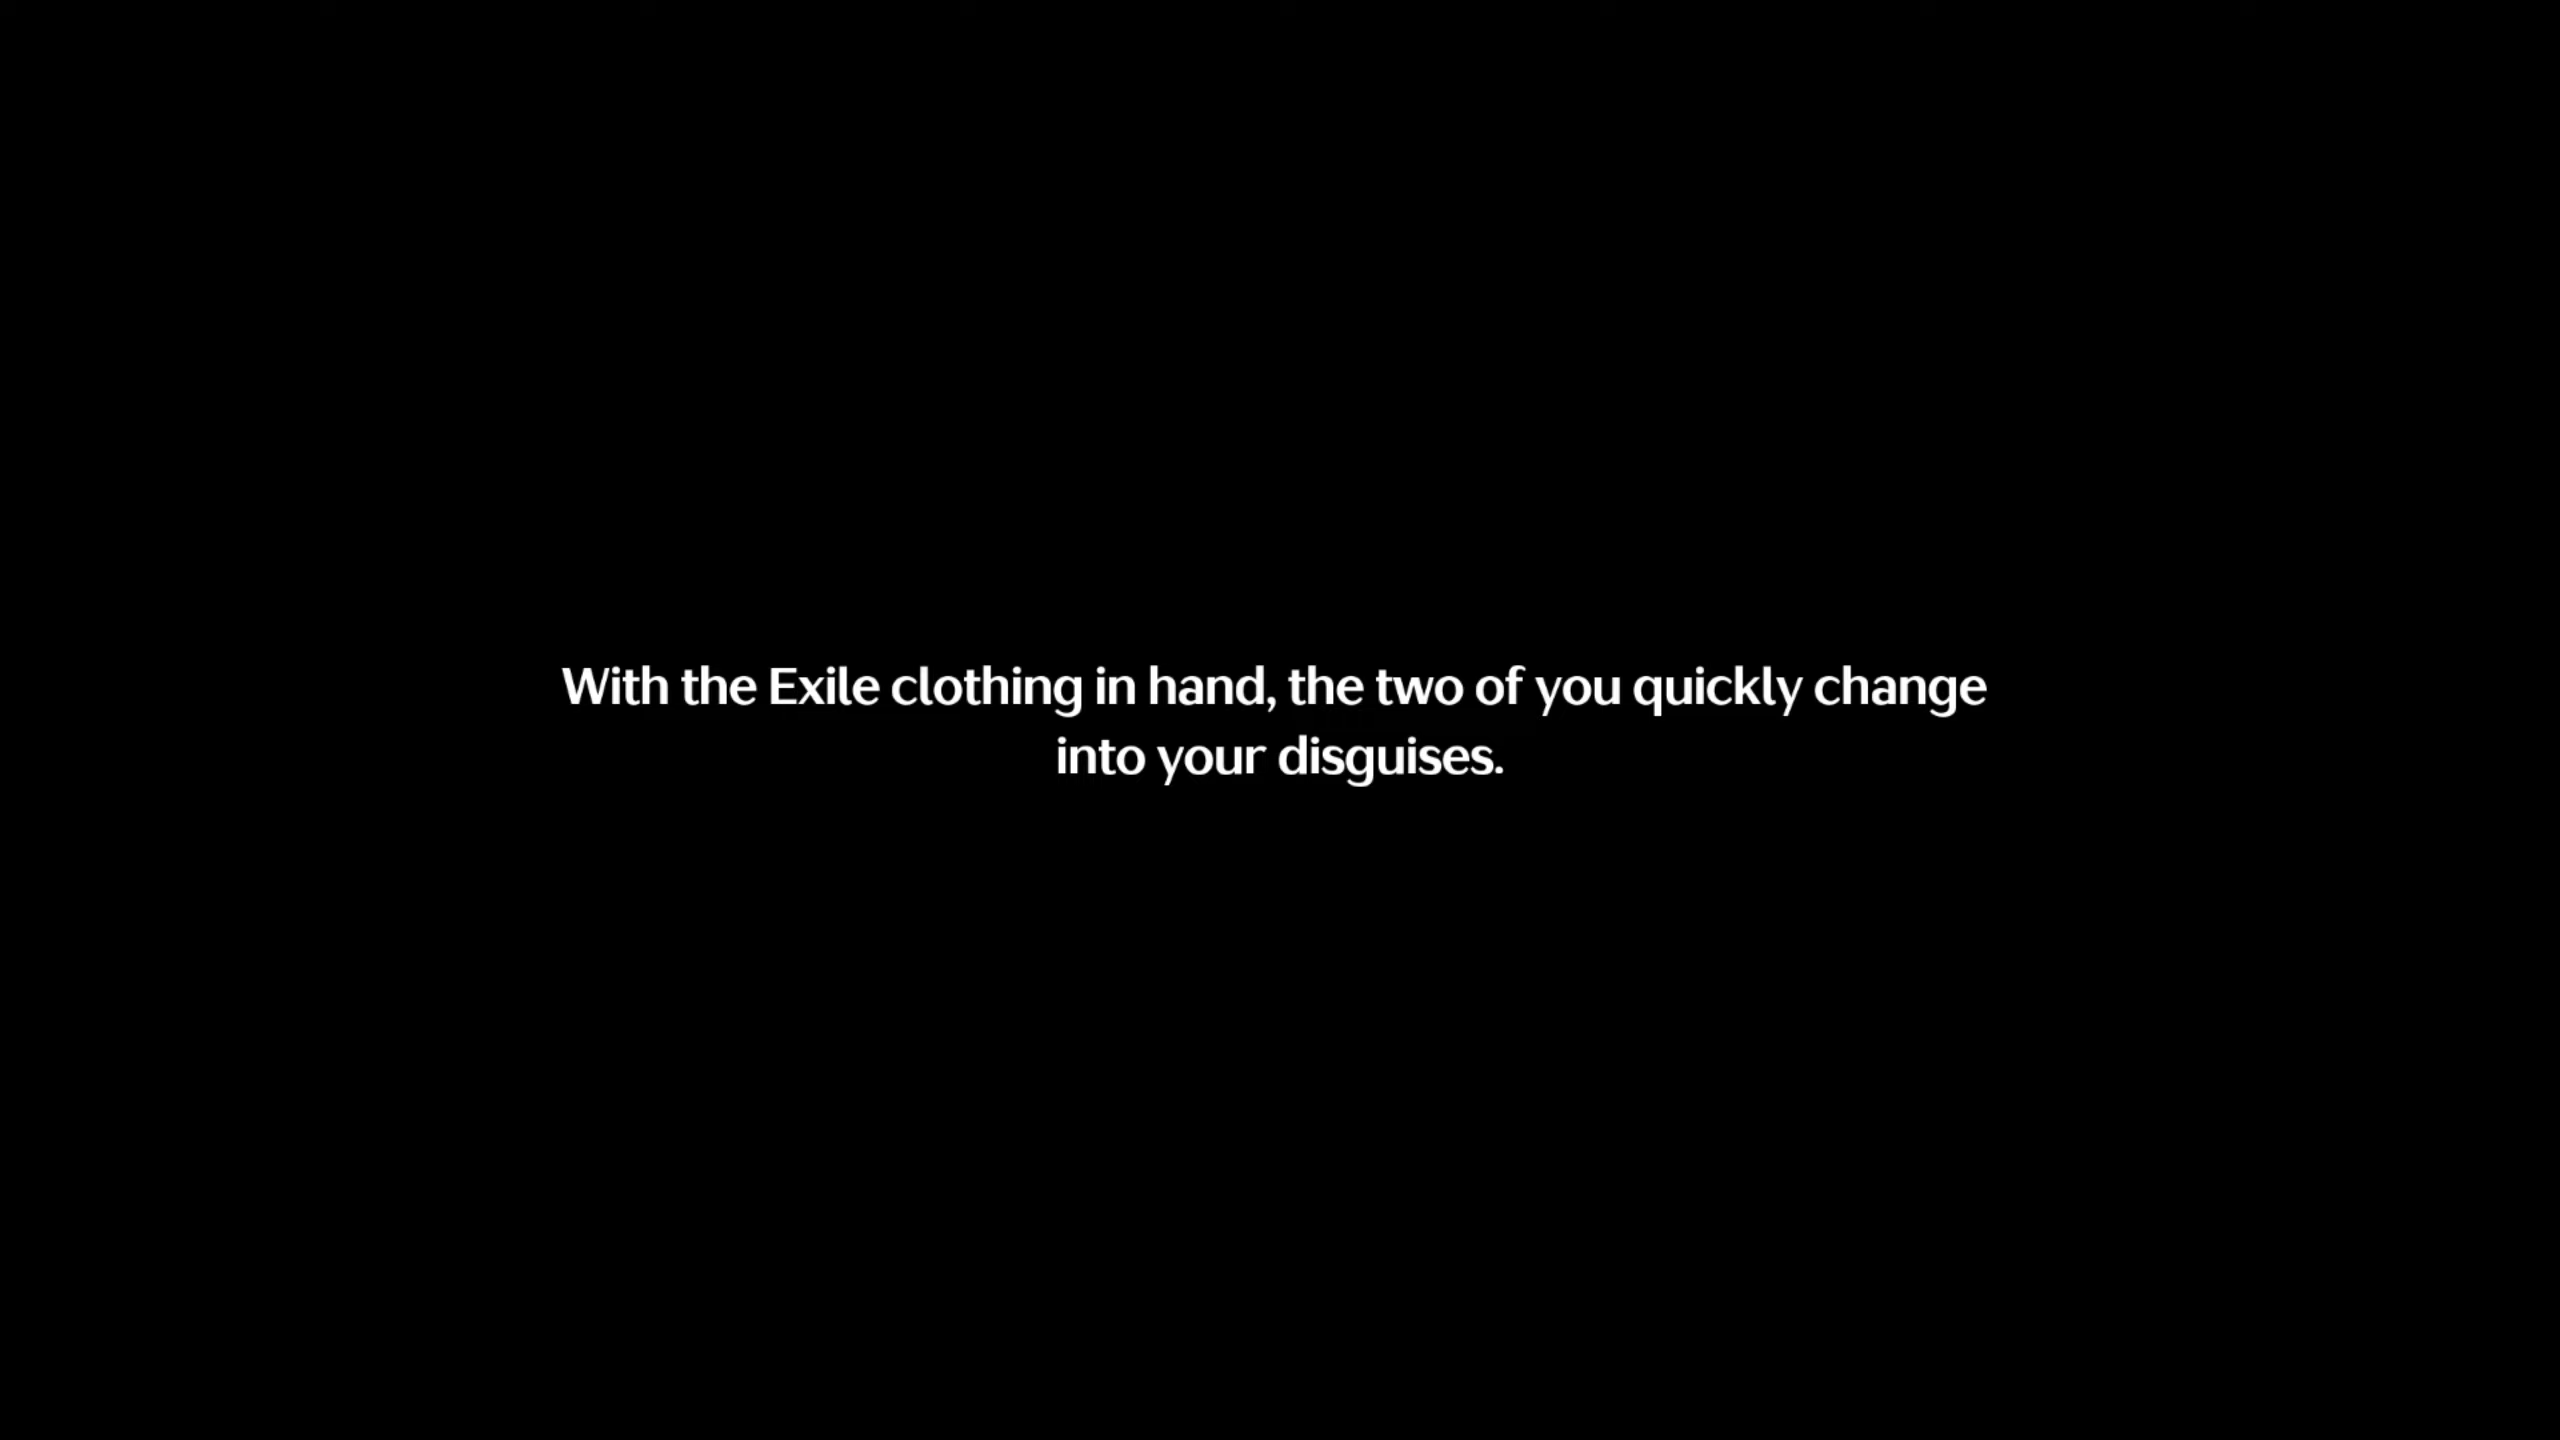 With the Exile clothing in hand, the two of you quickly change
into your disguises.